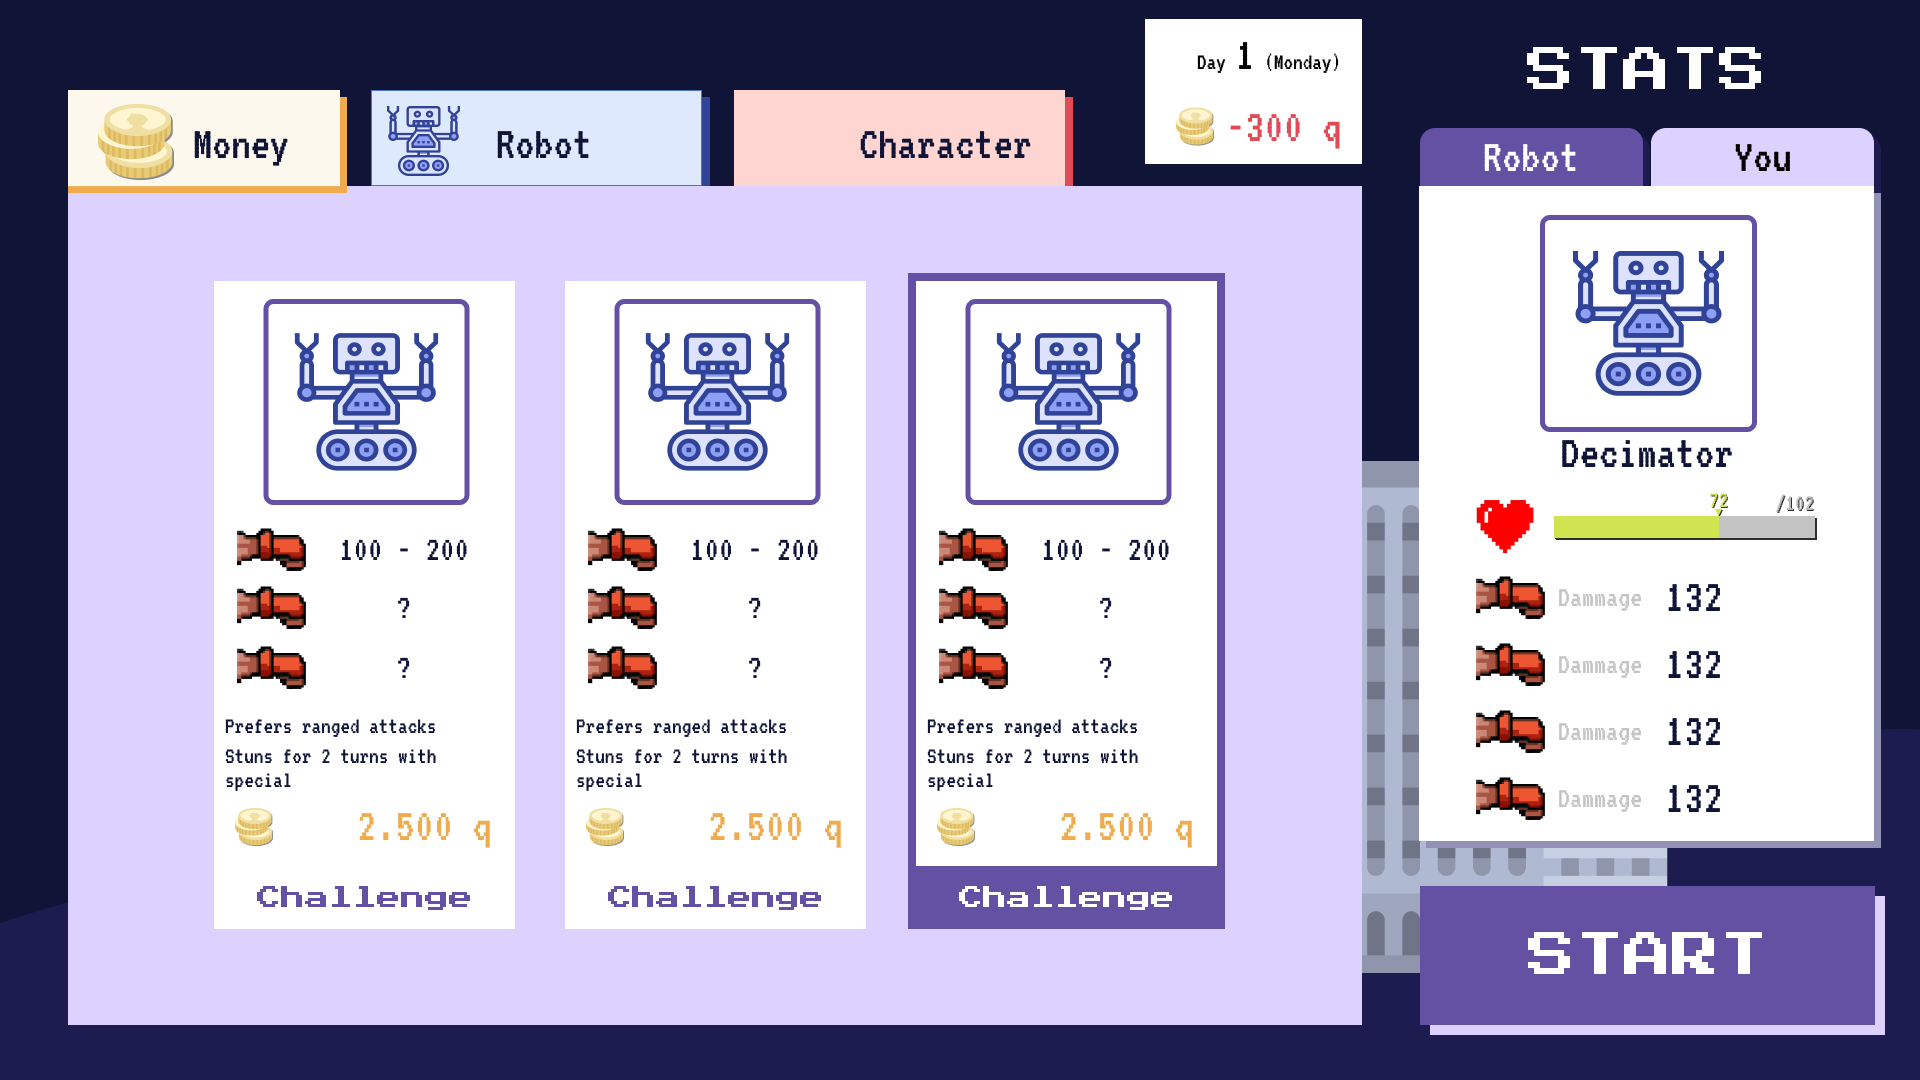 Day 1 (Monday)
-300 q
Money
Robot
Character
100 - 200
?
?
Prefers ranged attacks
Stuns for 2 turns with
special
2.500 q
Challenge
100 - 200
?
?
Prefers ranged attacks
Stuns for 2 turns with
special
2.500 q
Challenge
100 - 200
?
?
Prefers ranged attacks
Stuns for 2 turns with
special
2.500 q
Challenge
STATS
Robot
You
Decimator
72 /102
Dammage 132
Dammage 132
Dammage 132
Dammage 132
START